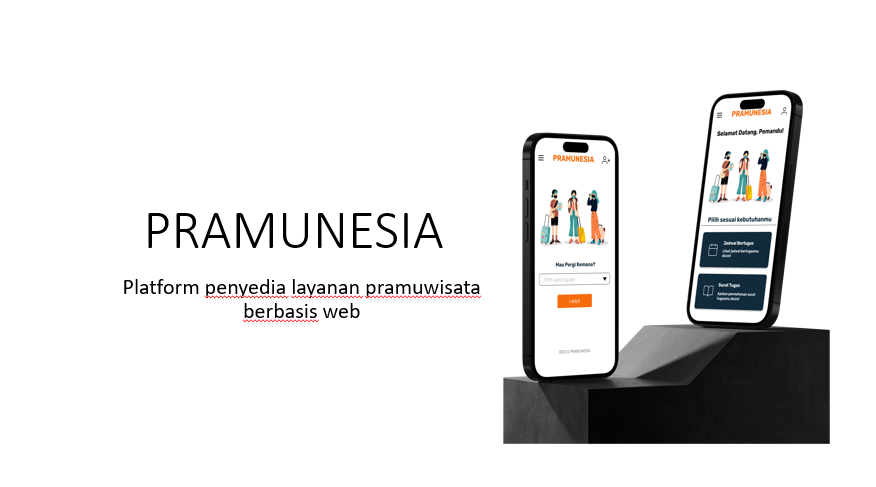 PRAMUNESIA
Platform penyedia layanan pramuwisata
berbasis web
PRAMUNESIA
Mau Pergi Kemana?
Pilih kota tujuan
Lanjut
©2023 PRAMUNESIA
PRAMUNESIA
Selamat Datang, Pemandu!
Pilih sesuai kebutuhanmu
Jadwal Bertugas
Lihat jadwal bertugasmu
disini!
Surat Tugas
Ajukan permohonan surat
tugasmu disini!